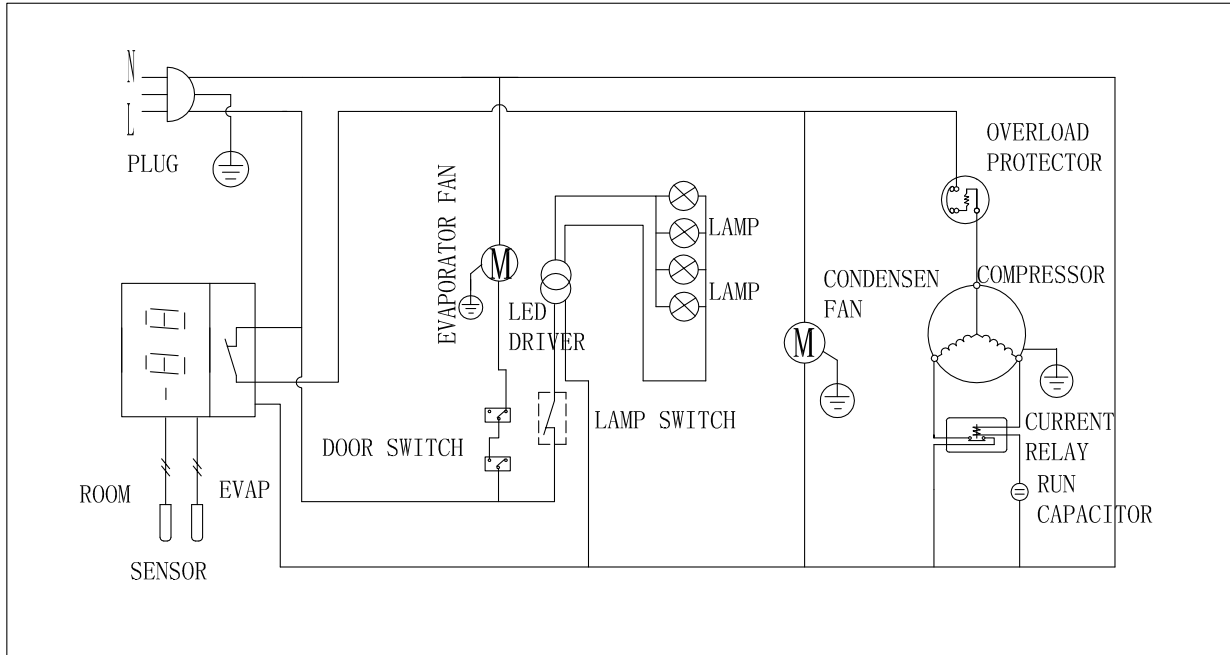 N
L
PLUG
EVAPORATOR FAN
M
LED
DRIVER
LAMP
LAMP
OVERLOAD
PROTECTOR
CONDENSEN
FAN
COMPRESSOR
M
DOOR SWITCH
LAMP SWITCH
CURRENT
RELAY
ROOM
EVAP
RUN
CAPACITOR
SENSOR